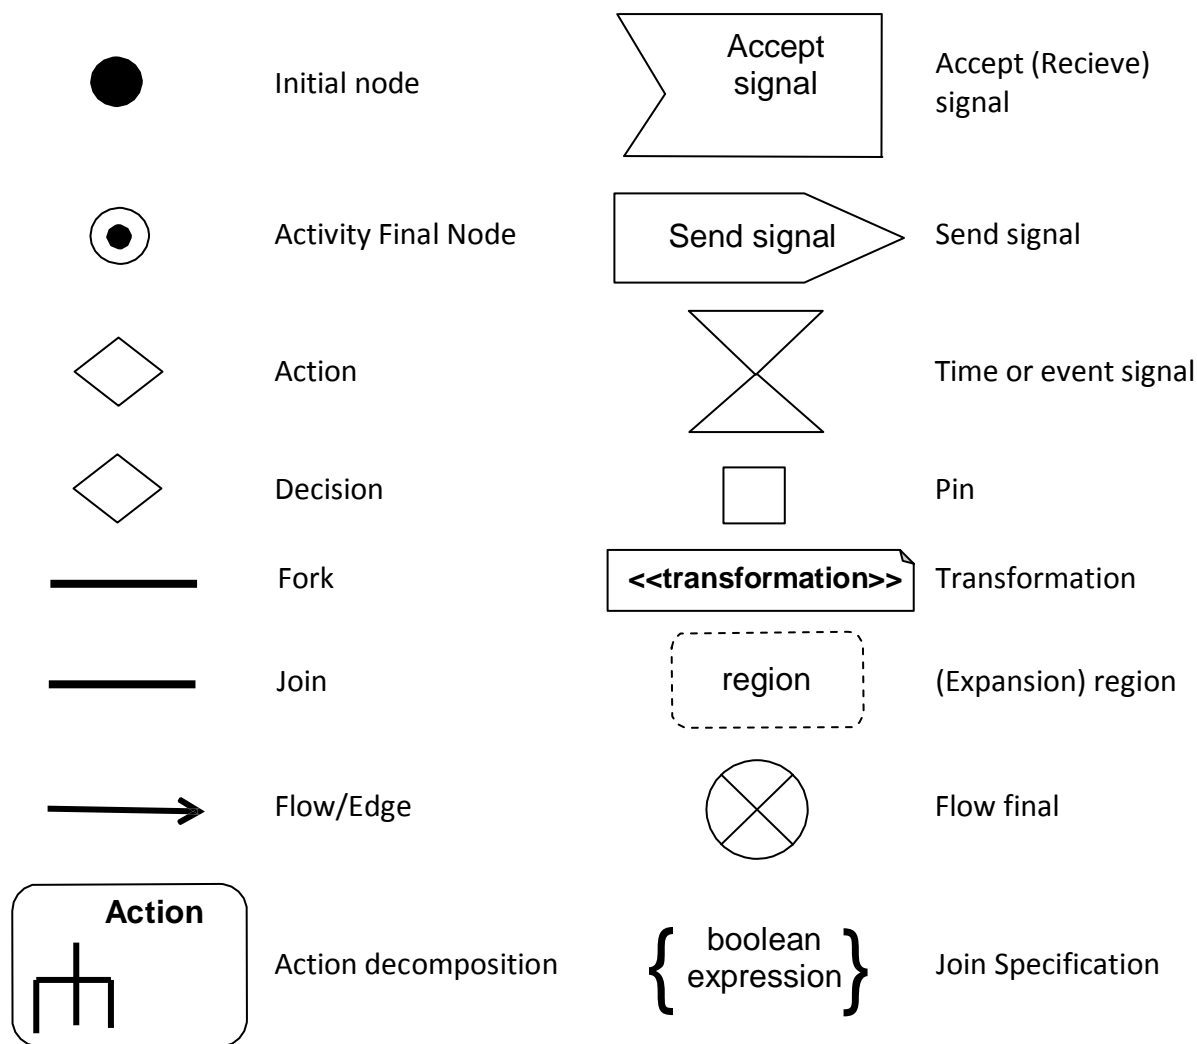 Initial node
Accept
signal
Accept (Recieve)
signal
Activity Final Node
Send signal
Send signal
Action
Time or event signal
Decision
Pin
Fork
<<transformation>>
Transformation
Join
region
(Expansion) region
Flow/Edge
Flow final
Action
Action decomposition
{ boolean
expression }
Join Specification